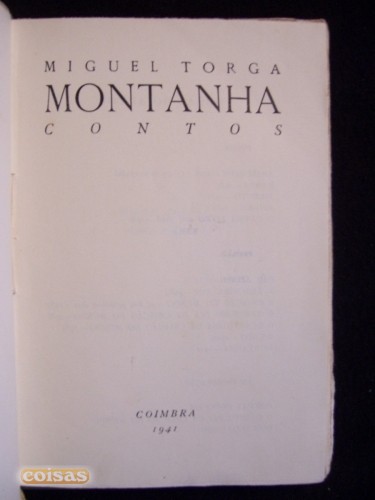 MIGUEL TORGA
MONTANHA
CONTOS
COIMBRA
1941
coisas